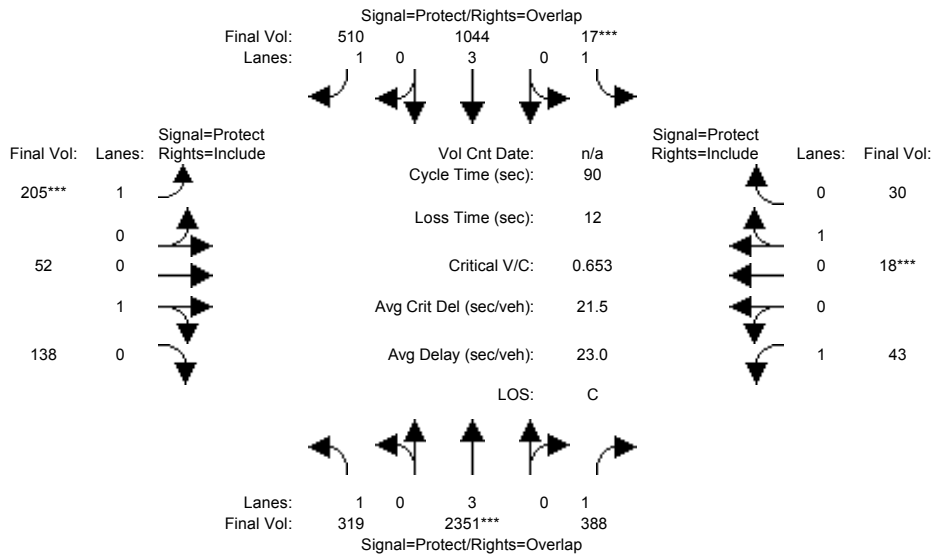 Signal=Protect/Rights=Overlap
Final Vol: 510 1044 17***
Lanes: 1 0 3 0 1
Signal=Protect Signal=Protect
Final Vol: Lanes: Rights=Include Vol Cnt Date: n/a Rights=Include Lanes: Final Vol:
Cycle Time (sec): 90
205*** 1 0 30
Loss Time (sec): 12
0 1
52 0 Critical V/C: 0.653 0 18***
1 Avg Crit Del (sec/veh): 21.5 0
138 0 Avg Delay (sec/veh): 23.0 1 43
LOS: C
Lanes: 1 0 3 0 1
Final Vol: 319 2351*** 388
Signal=Protect/Rights=Overlap